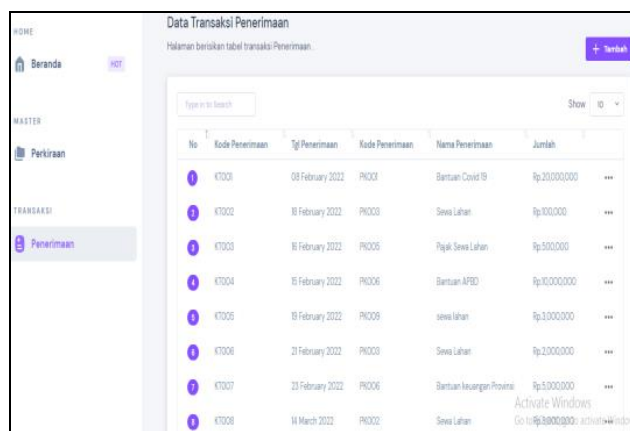 HOME
Beranda HOT
MASTER
Perkiraan
TRANSAKSI
Penerimaan
Data Transaksi Penerimaan
Halaman berisikan tabel transaksi Penerimaan.
+ Tambah
Type in to Search
Show 10
No Kode Penerimaan Tgl Penerimaan Kode Penerimaan Nama Penerimaan Jumlah
1 KT001 08 February 2022 PK001 Bantuan Covid 19 Rp.20,000,000 •••
2 KT002 18 February 2022 PK003 Sewa Lahan Rp.100,000 •••
3 KT003 16 February 2022 PK005 Pajak Sewa Lahan Rp.500,000 •••
4 KT004 15 February 2022 PK006 Bantuan APBD Rp.10,000,000 •••
5 KT005 19 February 2022 PK009 sewa lahan Rp.3,000,000 •••
6 KT006 21 February 2022 PK003 Sewa Lahan Rp.2,000,000 •••
7 KT007 23 February 2022 PK006 Bantuan keuangan Provinsi Rp.5,000,000 •••
Activate Windows
8 KT008 14 March 2022 PK002 Sewa Lahan